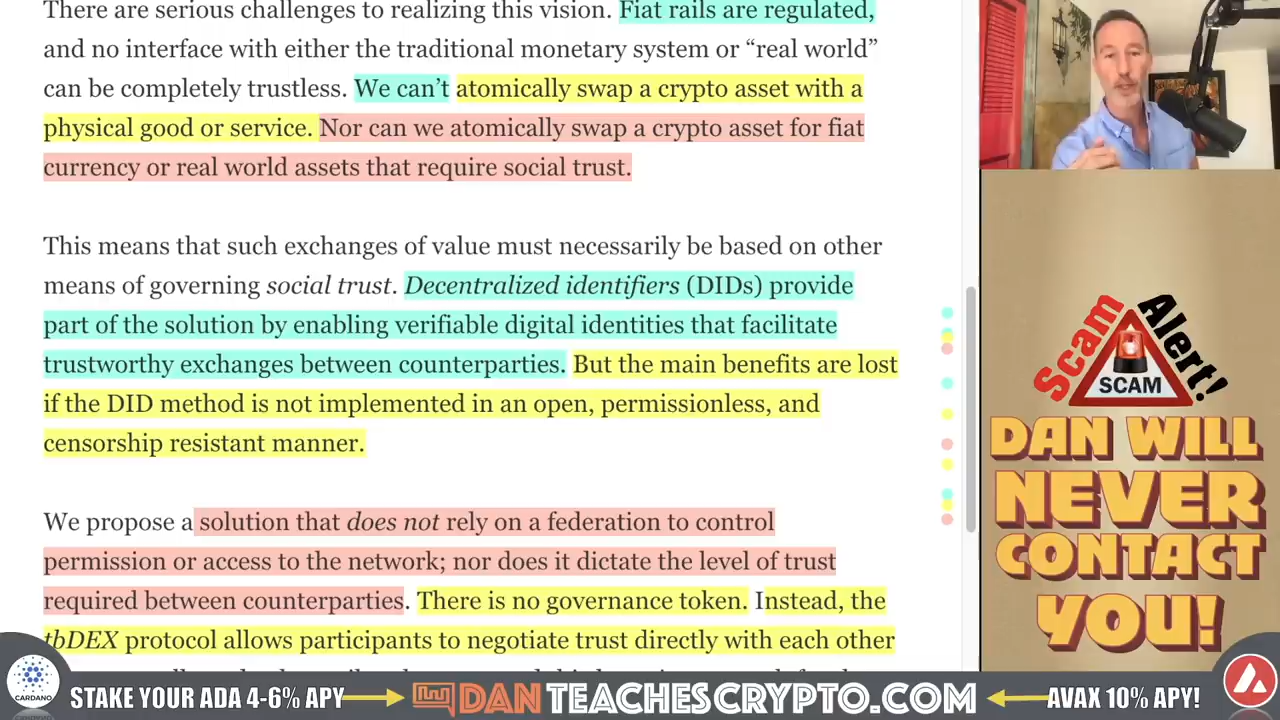 There are serious challenges to realizing this vision. Fiat rails are regulated,
and no interface with either the traditional monetary system or “real world”
can be completely trustless. We can’t atomically swap a crypto asset with a
physical good or service. Nor can we atomically swap a crypto asset for fiat
currency or real world assets that require social trust.
This means that such exchanges of value must necessarily be based on other
means of governing social trust. Decentralized identifiers (DIDs) provide
part of the solution by enabling verifiable digital identities that facilitate
trustworthy exchanges between counterparties. But the main benefits are lost
if the DID method is not implemented in an open, permissionless, and
censorship resistant manner.
We propose a solution that does not rely on a federation to control
permission or access to the network; nor does it dictate the level of trust
required between counterparties. There is no governance token. Instead, the
tbDEX protocol allows participants to negotiate trust directly with each other
Scam Alert!
SCAM
DAN WILL
NEVER
CONTACT
YOU!
CARDANO
STAKE YOUR ADA 4-6% APY
DANTEACHESCRYPTO.COM
AVAX 10% APY!